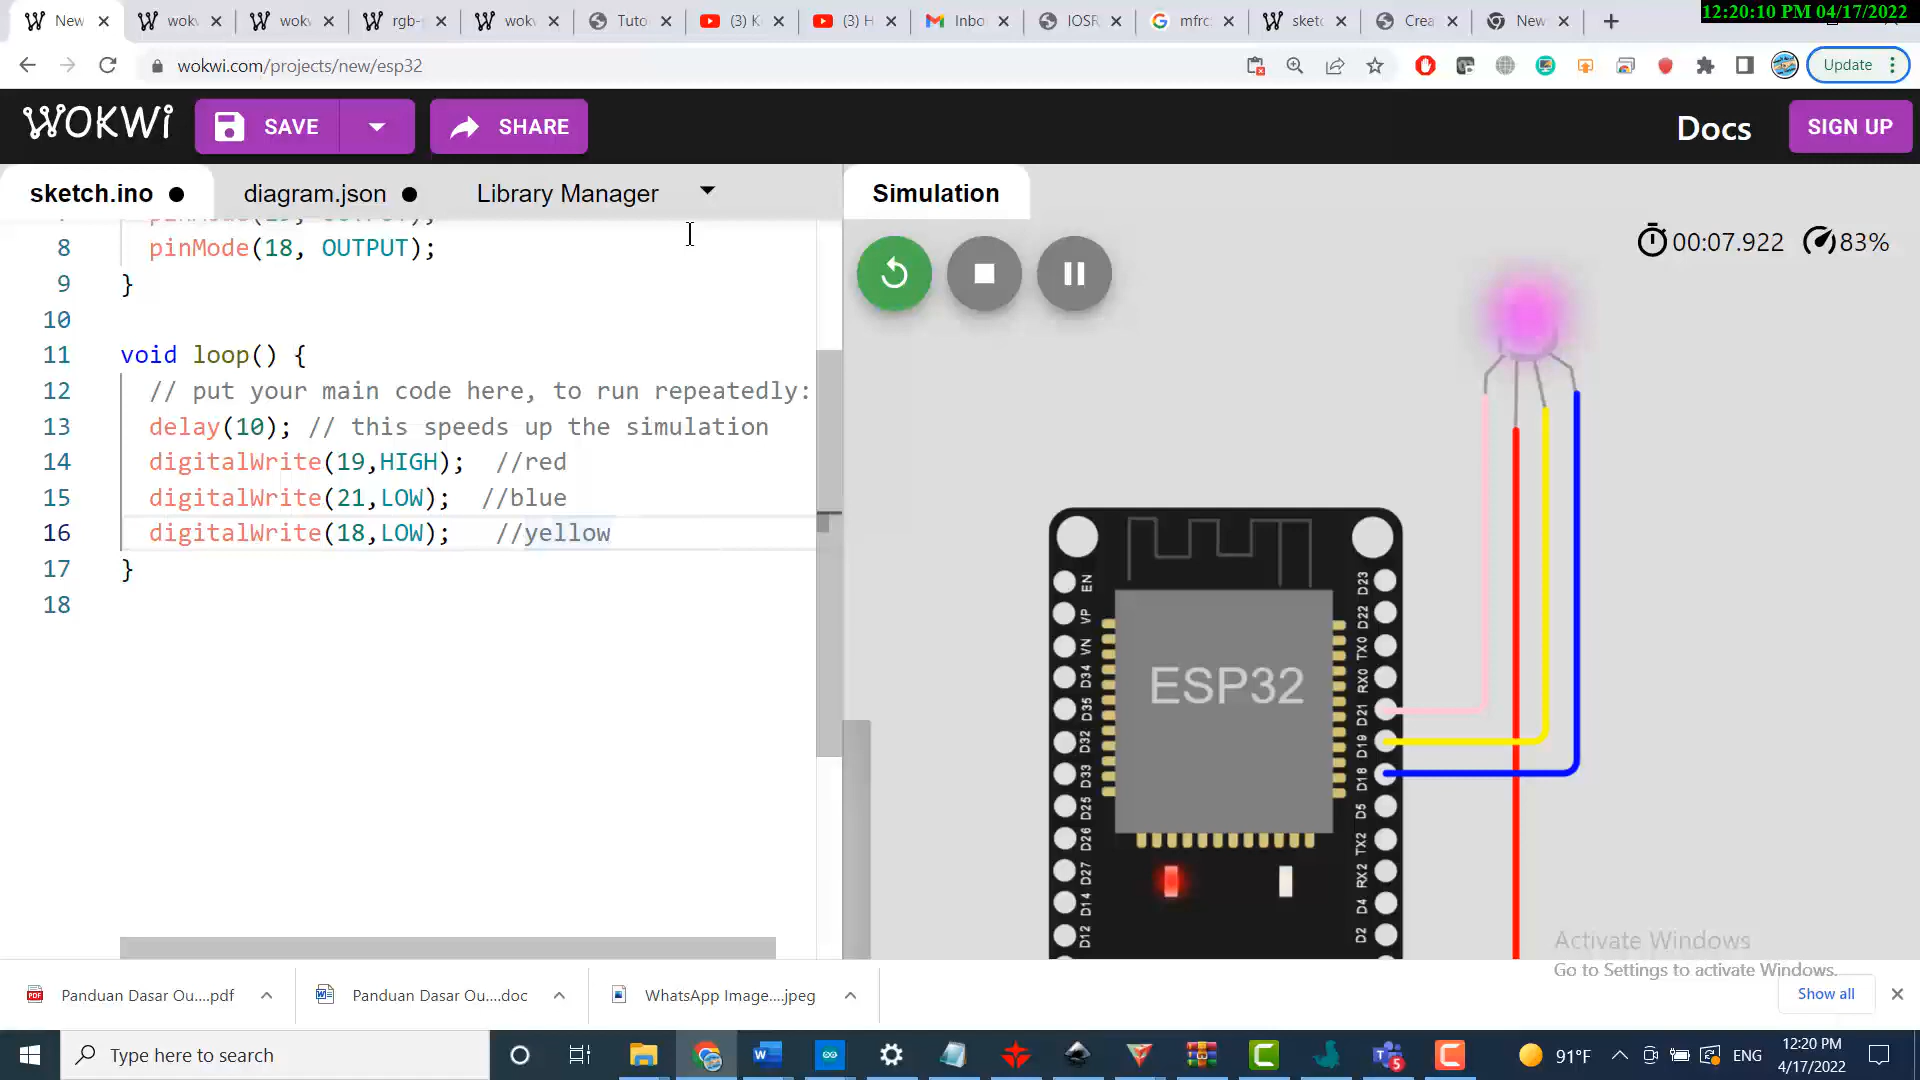 12:20:10 PM 04/17/2022
New
wokv
wokv
rgb-
wokv
Tuto
(3) K
(3) H
Inbo
IOSR
mfrc
sketc
Crea
New
wokwi.com/projects/new/esp32
Update
WOKWi
SAVE
SHARE
Docs
SIGN UP
sketch.ino
diagram.json
Library Manager
Simulation
00:07.922
83%
8 pinMode(18, OUTPUT);
9 }
10
11 void loop() {
12 // put your main code here, to run repeatedly:
13 delay(10); // this speeds up the simulation
14 digitalWrite(19,HIGH); //red
15 digitalWrite(21,LOW); //blue
16 digitalWrite(18,LOW); //yellow
17 }
18
ESP32
EN
VP
VN
D34
D35
D32
D33
D25
D26
D27
D14
D12
D23
D22
TX0
RX0
D21
D19
D18
D5
TX2
RX2
D4
D2
Activate Windows
Go to Settings to activate Windows.
Panduan Dasar Ou....pdf
Panduan Dasar Ou....doc
WhatsApp Image....jpeg
Show all
Type here to search
91°F
ENG
12:20 PM
4/17/2022